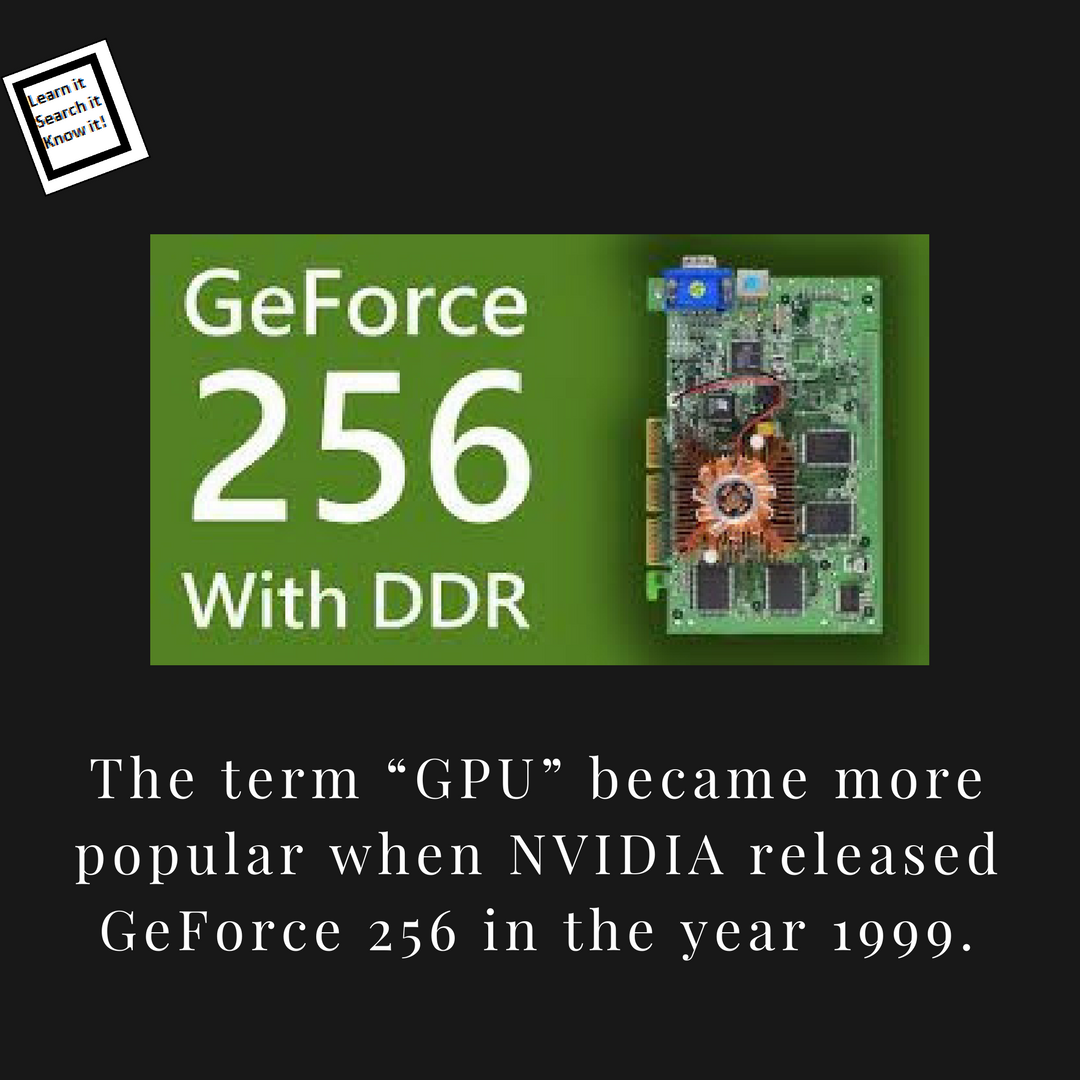 Learn it
Search it
Know it!
GeForce
256
With DDR
The term “GPU” became more
popular when NVIDIA released
GeForce 256 in the year 1999.